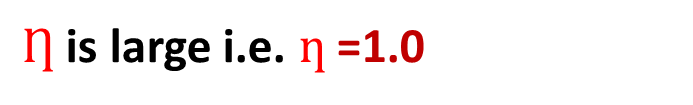 η is large i.e. η =1.0